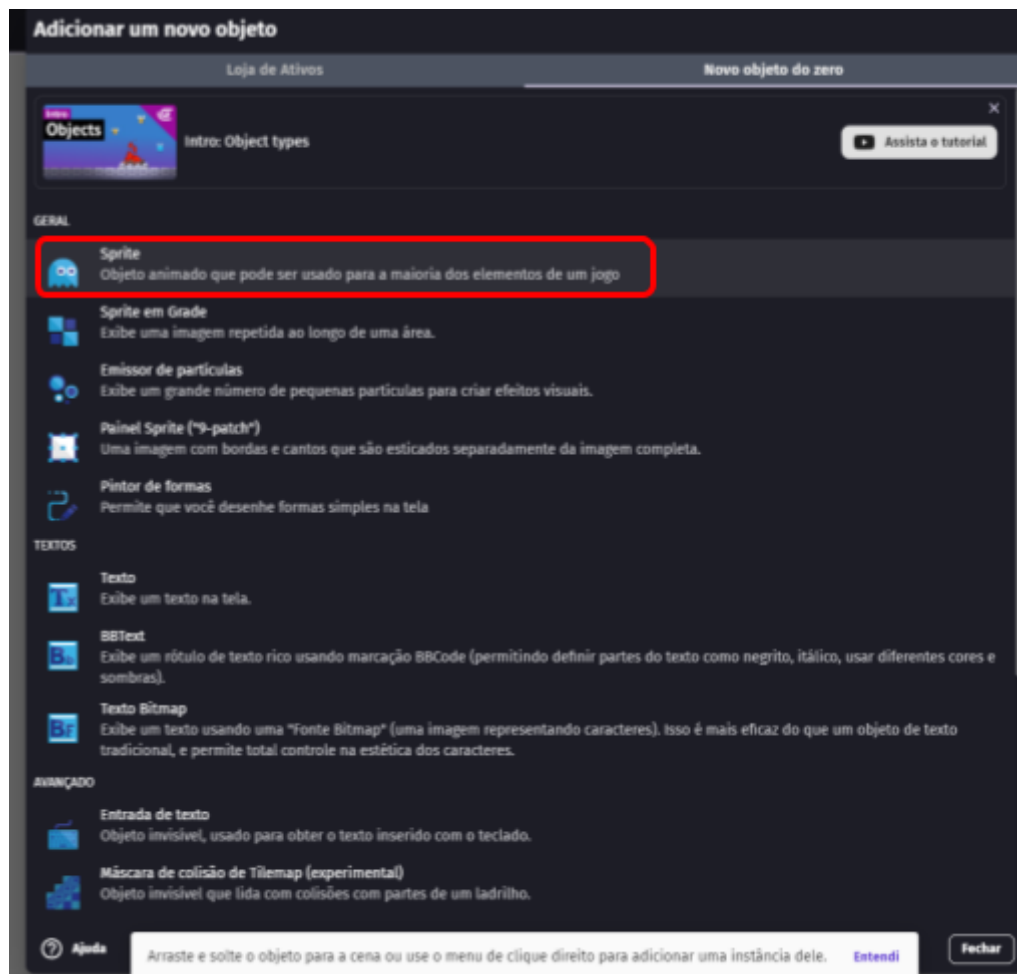 Adicionar um novo objeto
Loja de Ativos
Novo objeto do zero
Intro
Objects
Intro: Object types
×
Assista o tutorial
GERAL
Sprite
Objeto animado que pode ser usado para a maioria dos elementos de um jogo
Sprite em Grade
Exibe uma imagem repetida ao longo de uma área.
Emissor de partículas
Exibe um grande número de pequenas partículas para criar efeitos visuais.
Painel Sprite ("9-patch")
Uma imagem com bordas e cantos que são esticados separadamente da imagem completa.
Pintor de formas
Permite que você desenhe formas simples na tela
TEXTOS
Texto
Exibe um texto na tela.
BBText
Exibe um rótulo de texto rico usando marcação BBCode (permitindo definir partes do texto como negrito, itálico, usar diferentes cores e
sombras).
Texto Bitmap
Exibe um texto usando uma "Fonte Bitmap" (uma imagem representando caracteres). Isso é mais eficaz do que um objeto de texto
tradicional, e permite total controle na estética dos caracteres.
AVANÇADO
Entrada de texto
Objeto invisível, usado para obter o texto inserido com o teclado.
Máscara de colisão de Tilemap (experimental)
Objeto invisível que lida com colisões com partes de um ladrilho.
Ajuda
Arraste e solte o objeto para a cena ou use o menu de clique direito para adicionar uma instância dele.
Entendi
Fechar